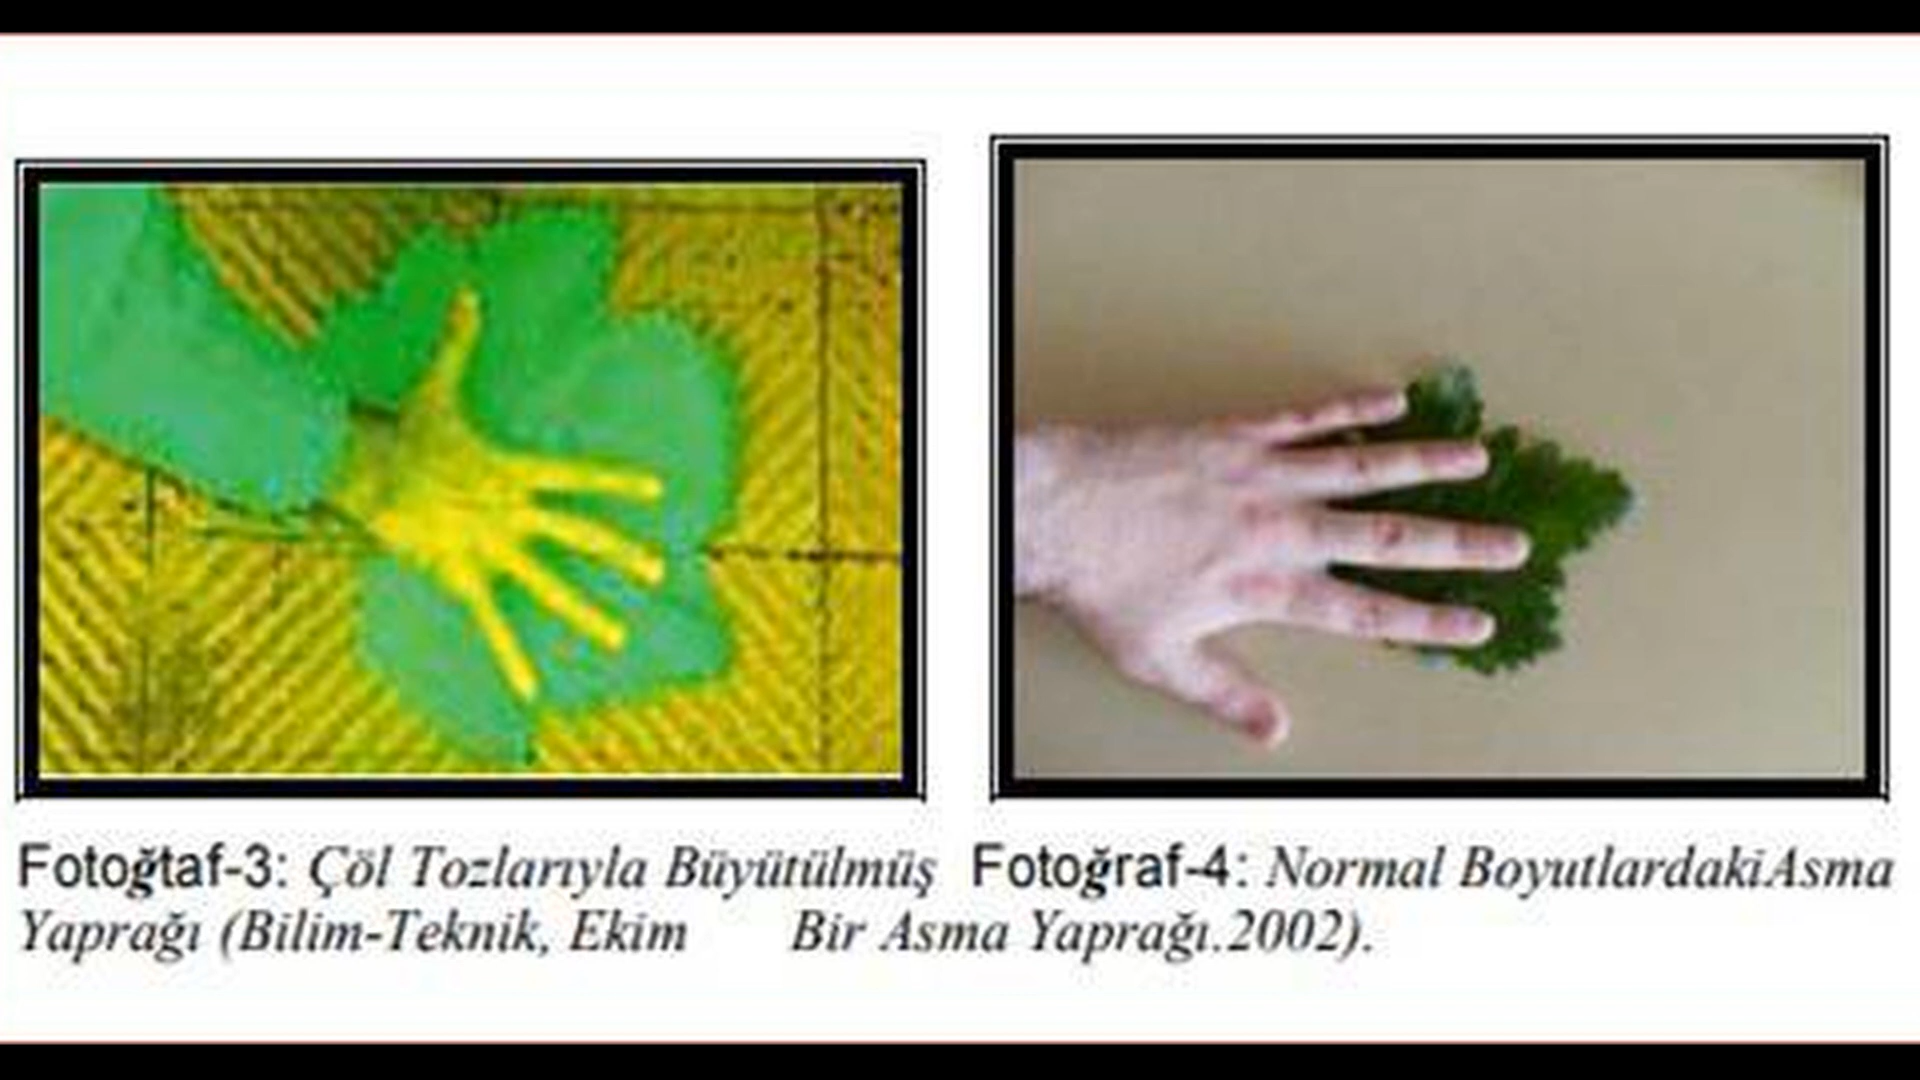 Fotoğtaf-3: Çöl Tozlarıyla Büyütülmüş Fotoğraf-4: Normal BoyutlardakiAsma
Yaprağı (Bilim-Teknik, Ekim Bir Asma Yaprağı.2002).